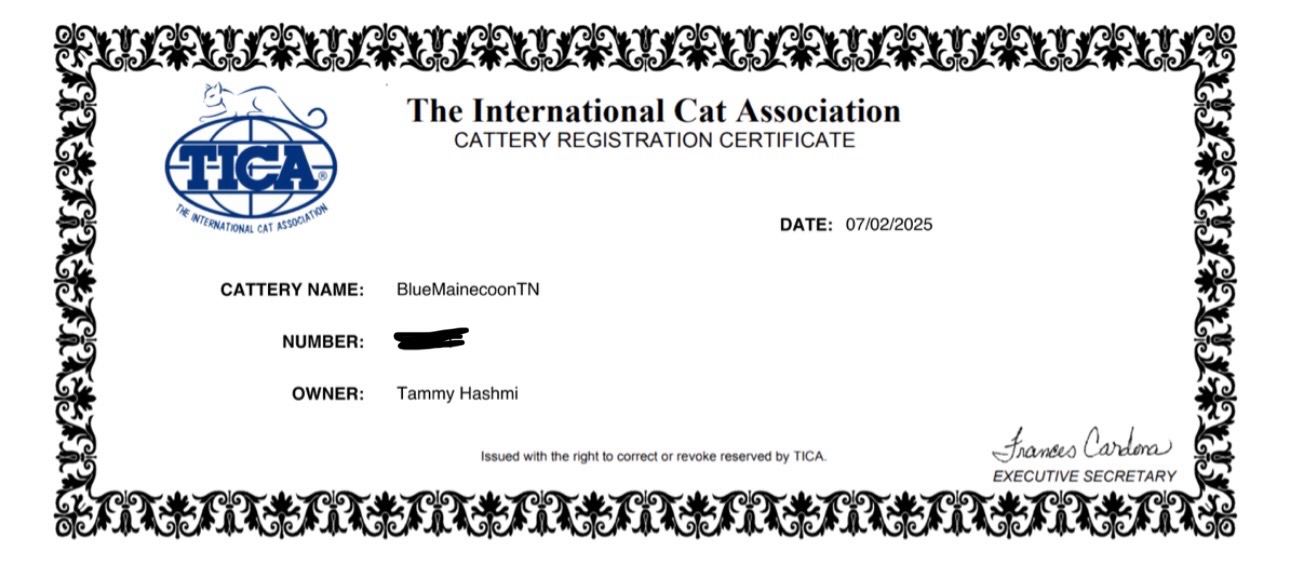 The International Cat Association
CATTERY REGISTRATION CERTIFICATE
TICA®
THE INTERNATIONAL CAT ASSOCIATION
DATE: 07/02/2025
CATTERY NAME: BlueMainecoonTN
NUMBER:
OWNER: Tammy Hashmi
Issued with the right to correct or revoke reserved by TICA.
Frances Cardona
EXECUTIVE SECRETARY